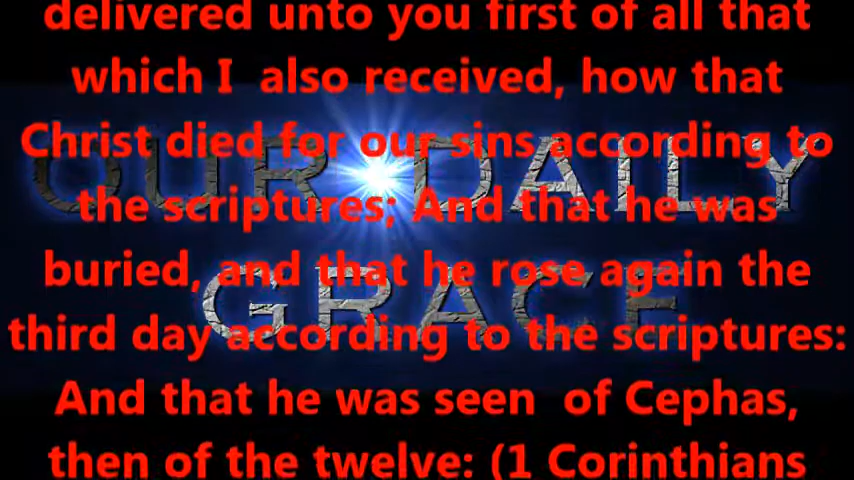 delivered unto you first of all that
which I also received, how that
Christ died for our sins according to
the scriptures; And that he was
buried, and that he rose again the
third day according to the scriptures:
And that he was seen of Cephas,
then of the twelve: (1 Corinthians
OUR DAILY
GRACE